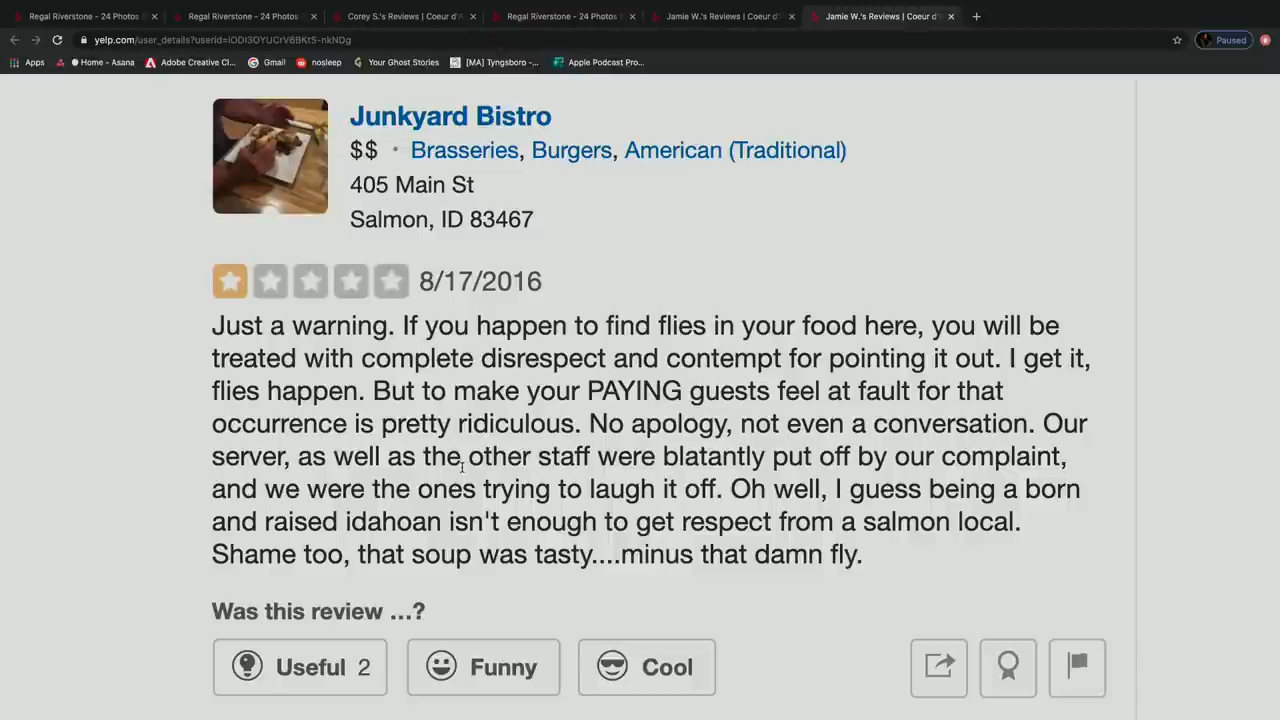 Regal Riverstone - 24 Photos
Regal Riverstone - 24 Photos
Corey S.'s Reviews | Coeur d'A
Regal Riverstone - 24 Photos
Jamie W.'s Reviews | Coeur d'
Jamie W.'s Reviews | Coeur d'
yelp.com/user_details?userid=iODI3OYUCrV6BKtS-nkNDg
Paused
Apps
Home - Asana
Adobe Creative Cl...
Gmail
nosleep
Your Ghost Stories
[MA] Tyngsboro -...
Apple Podcast Pro...
Junkyard Bistro
$$ • Brasseries, Burgers, American (Traditional)
405 Main St
Salmon, ID 83467
8/17/2016
Just a warning. If you happen to find flies in your food here, you will be
treated with complete disrespect and contempt for pointing it out. I get it,
flies happen. But to make your PAYING guests feel at fault for that
occurrence is pretty ridiculous. No apology, not even a conversation. Our
server, as well as the other staff were blatantly put off by our complaint,
and we were the ones trying to laugh it off. Oh well, I guess being a born
and raised idahoan isn't enough to get respect from a salmon local.
Shame too, that soup was tasty....minus that damn fly.
Was this review ...?
Useful 2
Funny
Cool